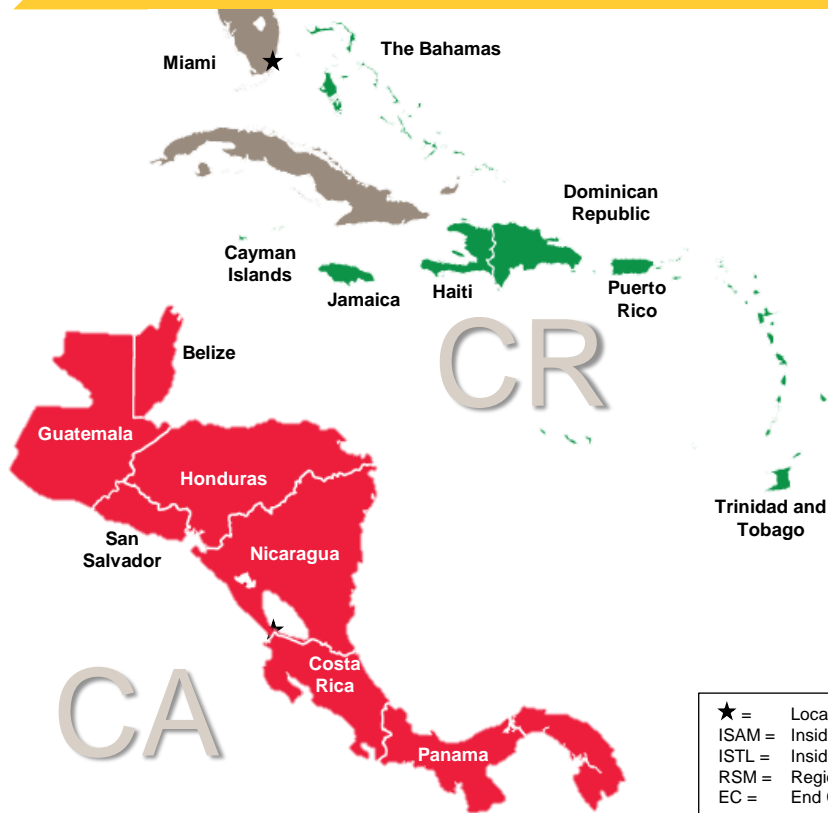 Miami
The Bahamas
Dominican
Republic
Cayman
Islands
Jamaica
Haiti
Puerto
Rico
CR
Belize
Guatemala
Honduras
San
Salvador
Nicaragua
Trinidad and
Tobago
Costa
Rica
CA
Panama
★ =
ISAM =
ISTL =
RSM =
EC = End